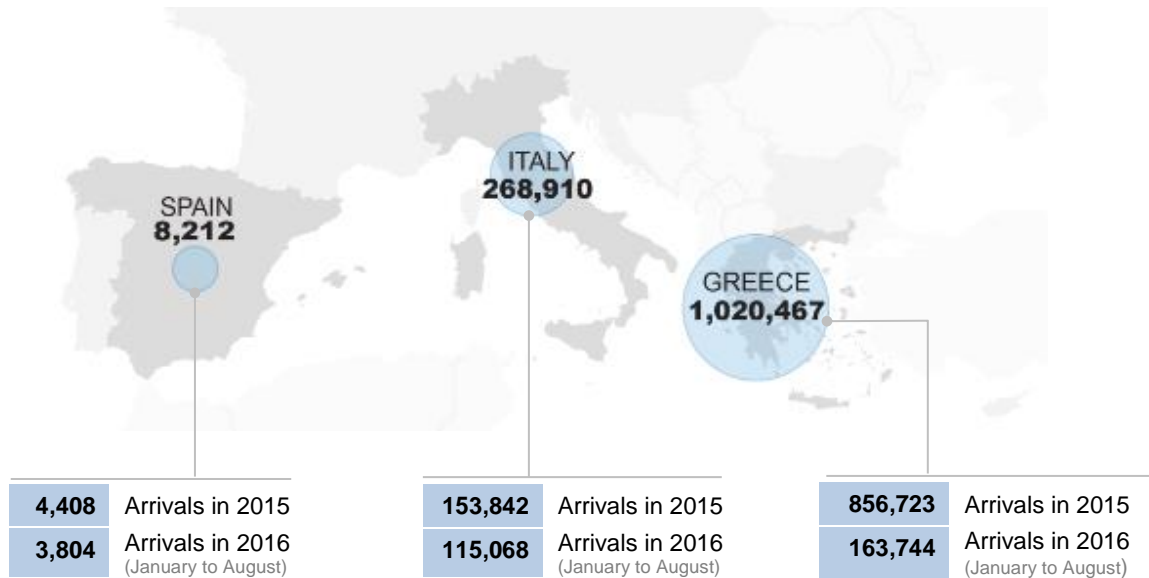 SPAIN
8,212
ITALY
268,910
GREECE
1,020,467
4,408 Arrivals in 2015
3,804 Arrivals in 2016
(January to August)
153,842 Arrivals in 2015
115,068 Arrivals in 2016
(January to August)
856,723 Arrivals in 2015
163,744 Arrivals in 2016
(January to August)